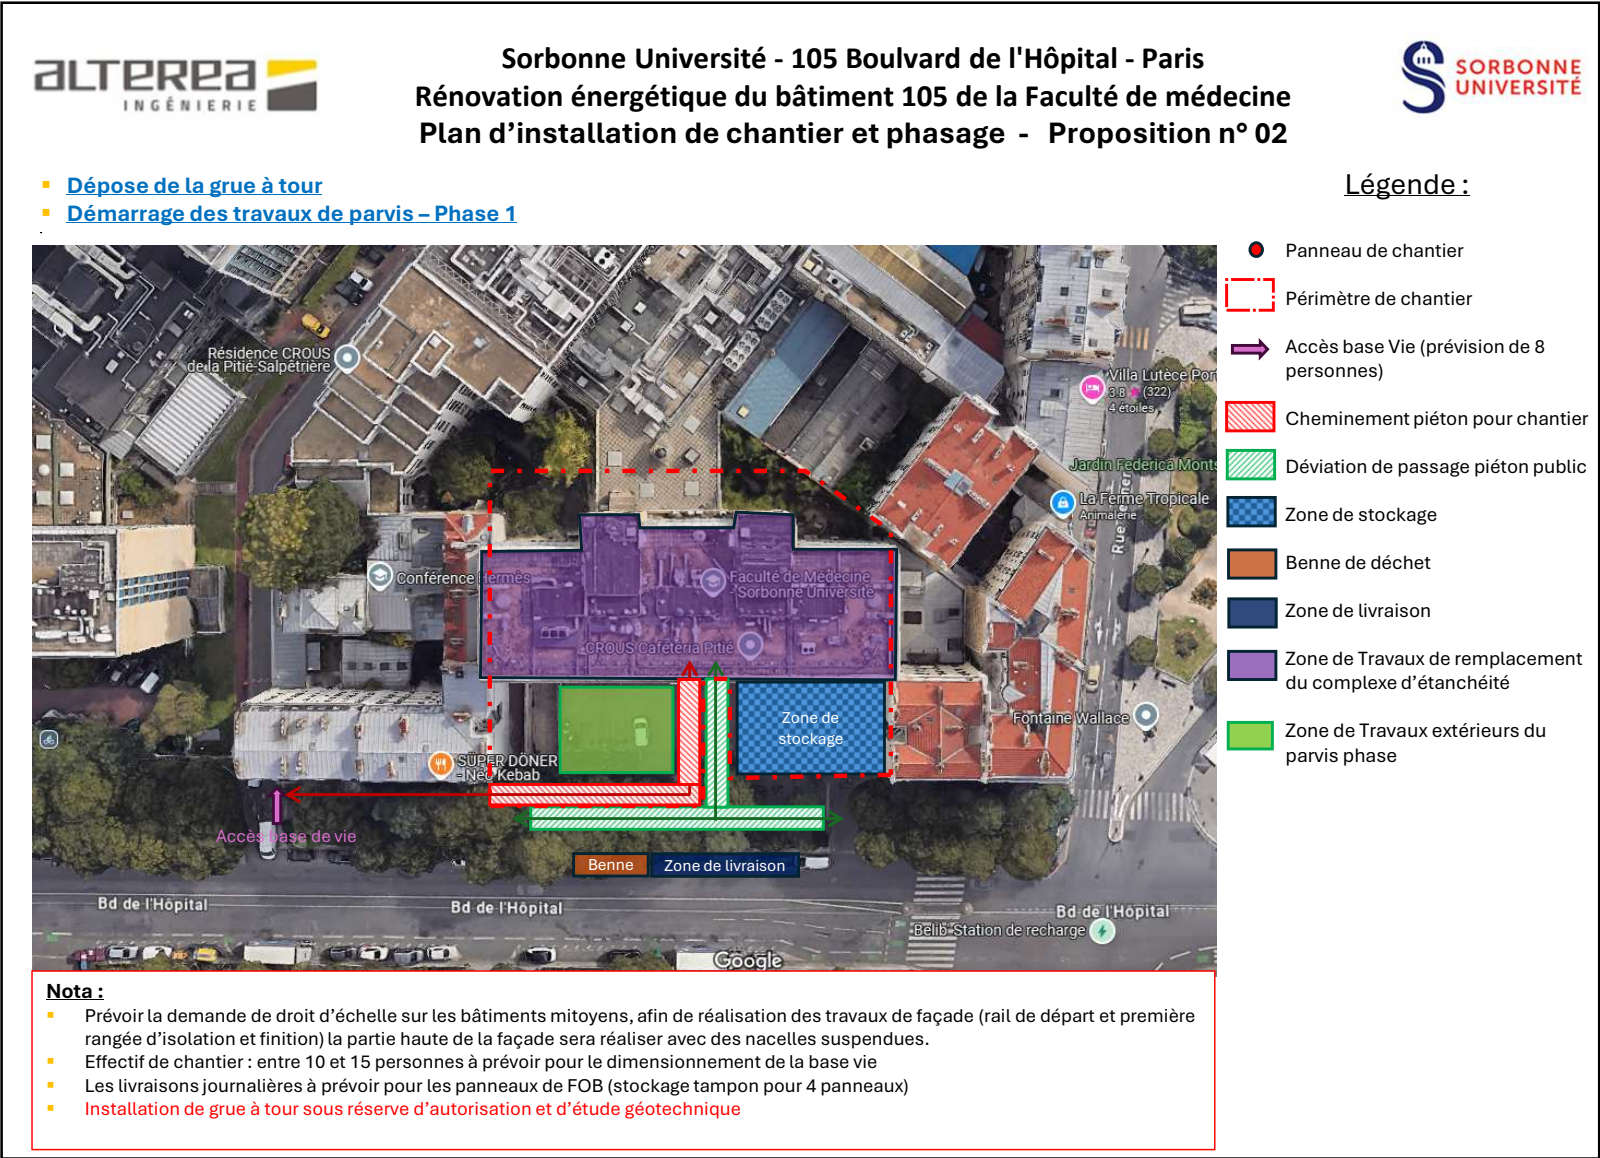 ALTEREA
INGÉNIERIE
Sorbonne Université - 105 Boulvard de l'Hôpital - Paris
Rénovation énergétique du bâtiment 105 de la Faculté de médecine
Plan d’installation de chantier et phasage - Proposition n° 02
SORBONNE
UNIVERSITÉ
Dépose de la grue à tour
Démarrage des travaux de parvis – Phase 1
Légende :
Panneau de chantier
Périmètre de chantier
Accès base Vie (prévision de 8
personnes)
Cheminement piéton pour chantier
Déviation de passage piéton public
Zone de stockage
Benne de déchet
Zone de livraison
Zone de Travaux de remplacement
du complexe d’étanchéité
Zone de Travaux extérieurs du
parvis phase
Résidence CROUS
de la Pitié-Salpêtrière
Villa Lutèce Port
3.8 (322)
4 étoiles
Jardin Federica Monts
La Ferme Tropicale
Animalerie
Conférence Hermès
Faculté de Médecine
- Sorbonne Université
CROUS Cafétéria Pitié
Zone de
stockage
Fontaine Wallace
SÜPER DÖNER
- Néo Kebab
Accès base de vie
Benne
Zone de livraison
Bd de l'Hôpital
Bd de l'Hôpital
Bd de l'Hôpital
Belib' Station de recharge
Google
Nota :
Prévoir la demande de droit d’échelle sur les bâtiments mitoyens, afin de réalisation des travaux de façade (rail de départ et première
rangée d’isolation et finition) la partie haute de la façade sera réaliser avec des nacelles suspendues.
Effectif de chantier : entre 10 et 15 personnes à prévoir pour le dimensionnement de la base vie
Les livraisons journalières à prévoir pour les panneaux de FOB (stockage tampon pour 4 panneaux)
Installation de grue à tour sous réserve d’autorisation et d’étude géotechnique